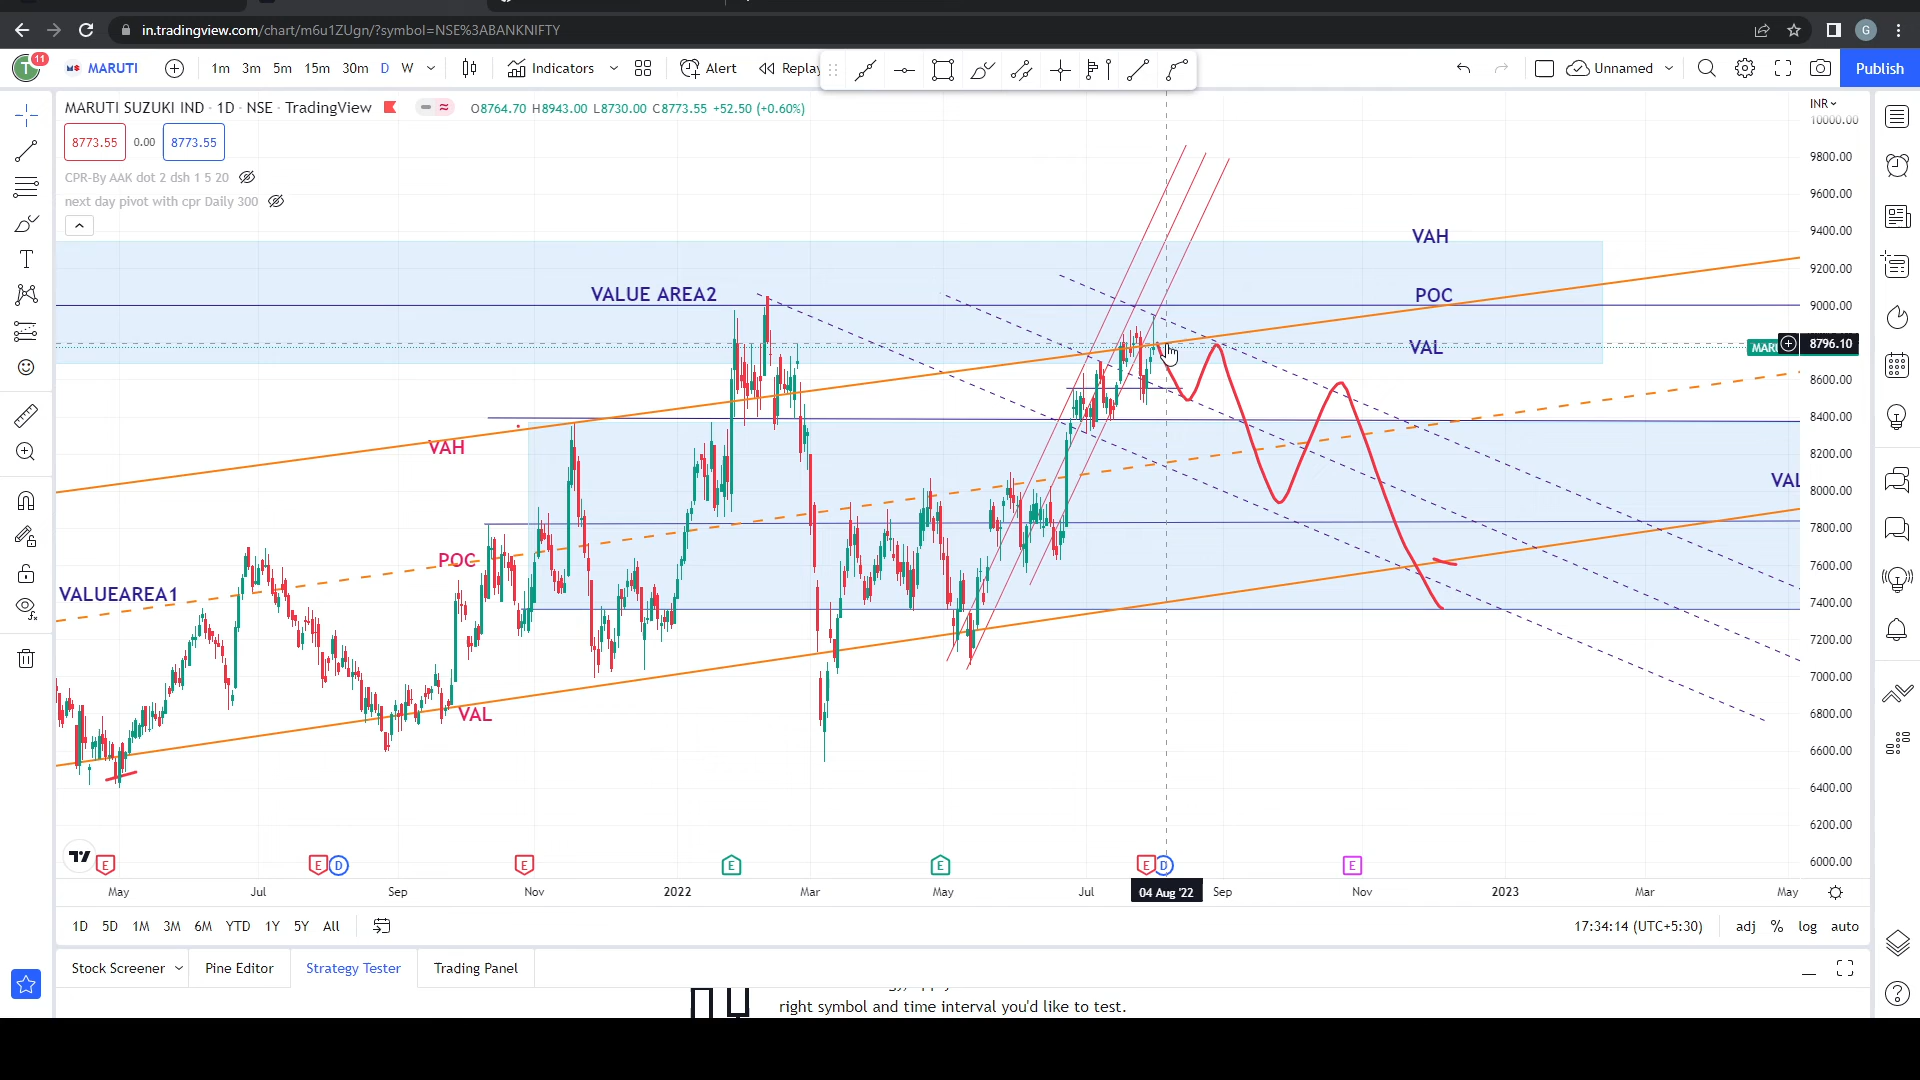 in.tradingview.com/chart/m6u1ZUgn/?symbol=NSE%3ABANKNIFTY
G
T 11 MARUTI 1m 3m 5m 15m 30m D W Indicators Alert Replay Unnamed Publish
MARUTI SUZUKI IND · 1D · NSE · TradingView O8764.70 H8943.00 L8730.00 C8773.55 +52.50 (+0.60%)
8773.55 0.00 8773.55
CPR-By AAK dot 2 dsh 1 5 20
next day pivot with cpr Daily 300
INR
10000.00
9800.00
9600.00
9400.00
9200.00
9000.00
8796.10
8600.00
8400.00
8200.00
8000.00
7800.00
7600.00
7400.00
7200.00
7000.00
6800.00
6600.00
6400.00
6200.00
6000.00
VAH
VALUE AREA2
POC
VAL
MARU
VAH
VAL
POC
VALUEAREA1
VAL
E E D E E E E D E
May Jul Sep Nov 2022 Mar May Jul 04 Aug '22 Sep Nov 2023 Mar May
1D 5D 1M 3M 6M YTD 1Y 5Y All 17:34:14 (UTC+5:30) adj % log auto
Stock Screener Pine Editor Strategy Tester Trading Panel
right symbol and time interval you'd like to test.